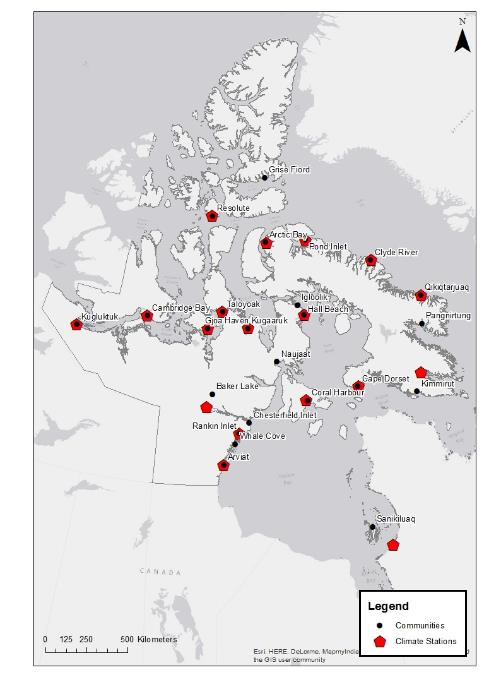 N
Grise Fiord
Resolute
Arctic Bay
Pond Inlet
Clyde River
Qikiqtarjuaq
Igloolik
Hall Beach
Pangnirtung
Kugluktuk
Cambridge Bay
Taloyoak
Gjoa Haven
Kugaaruk
Naujaat
Cape Dorset
Kimmirut
Baker Lake
Coral Harbour
Chesterfield Inlet
Rankin Inlet
Whale Cove
Arviat
Sanikiluaq
CANADA
Legend
Communities
Climate Stations
0 125 250 500 Kilometers
Esri, HERE, DeLorme, MapmyIndia
the GIS user community